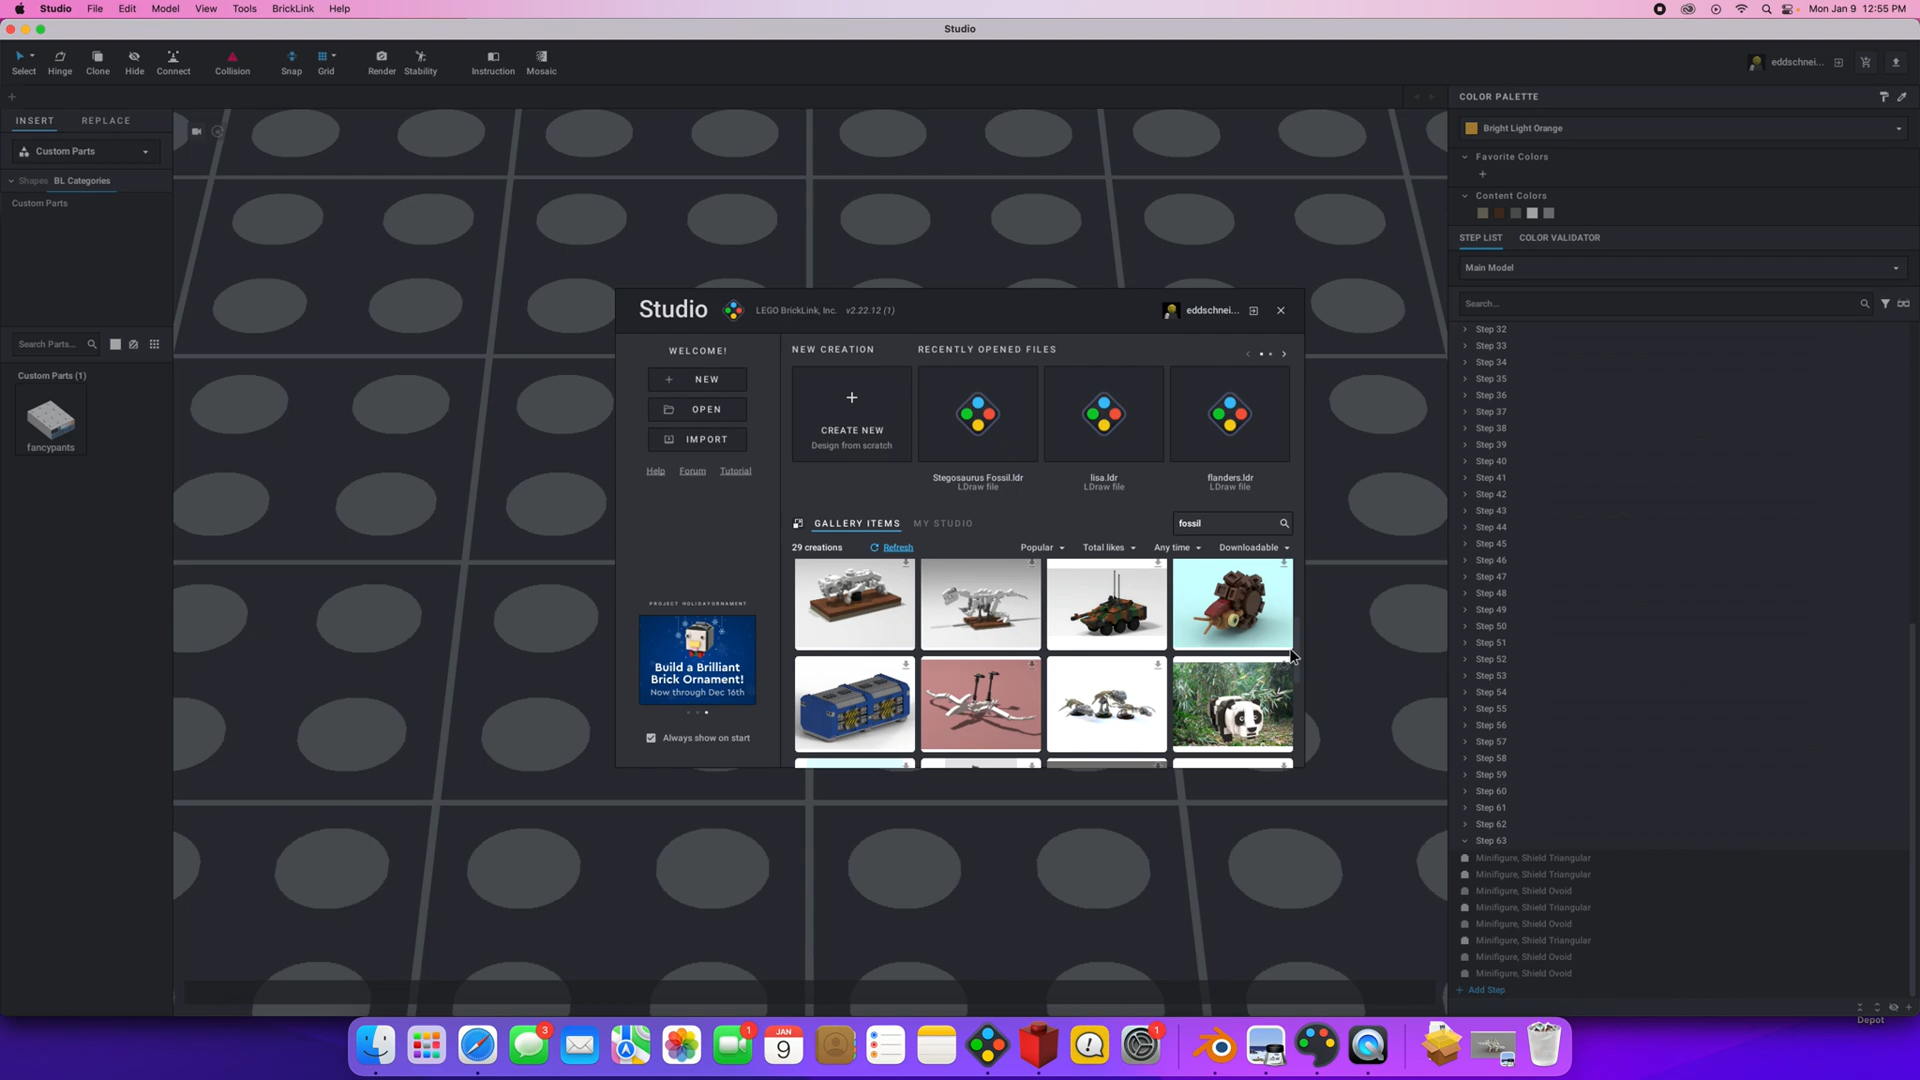 Studio File Edit Model View Tools BrickLink Help
Mon Jan 9 12:55 PM
Studio
Select Hinge Clone Hide Connect Collision Snap Grid Render Stability Instruction Mosaic
eddschnei...
INSERT REPLACE
Custom Parts
Shapes BL Categories
Custom Parts
Search Parts...
Custom Parts (1)
fancypants
Studio
LEGO BrickLink, Inc. v2.22.12 (1)
eddschnei...
WELCOME!
NEW
OPEN
IMPORT
Help Forum Tutorial
PROJECT HOLIDAYORNAMENT
Build a Brilliant
Brick Ornament!
Now through Dec 16th
Always show on start
NEW CREATION
RECENTLY OPENED FILES
CREATE NEW
Design from scratch
Stegosaurus Fossil.ldr
LDraw file
lisa.ldr
LDraw file
flanders.ldr
LDraw file
GALLERY ITEMS MY STUDIO
fossil
29 creations Refresh
Popular Total likes Any time Downloadable
COLOR PALETTE
Bright Light Orange
Favorite Colors
+
Content Colors
STEP LIST COLOR VALIDATOR
Main Model
Search...
Step 32
Step 33
Step 34
Step 35
Step 36
Step 37
Step 38
Step 39
Step 40
Step 41
Step 42
Step 43
Step 44
Step 45
Step 46
Step 47
Step 48
Step 49
Step 50
Step 51
Step 52
Step 53
Step 54
Step 55
Step 56
Step 57
Step 58
Step 59
Step 60
Step 61
Step 62
Step 63
Minifigure, Shield Triangular
Minifigure, Shield Triangular
Minifigure, Shield Ovoid
Minifigure, Shield Triangular
Minifigure, Shield Ovoid
Minifigure, Shield Triangular
Minifigure, Shield Ovoid
Minifigure, Shield Ovoid
+ Add Step
Depot
3
1
JAN
9
1